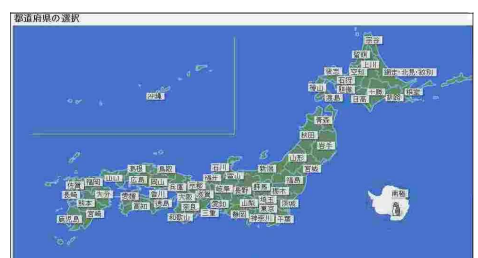 都道府県の選択
宗谷
留萌
上川
網走・北見・紋別
空知
後志
石狩
檜山
胆振
十勝
根室
渡島
日高
釧路
沖縄
青森
秋田
岩手
山形
宮城
石川
新潟
福島
島根
鳥取
福井
富山
山口
広島
岡山
兵庫
京都
滋賀
岐阜
長野
群馬
栃木
佐賀
福岡
長崎
大分
愛媛
香川
大阪
愛知
山梨
埼玉
茨城
熊本
高知
徳島
奈良
東京
鹿児島
宮崎
和歌山
三重
静岡
神奈川
千葉
南極